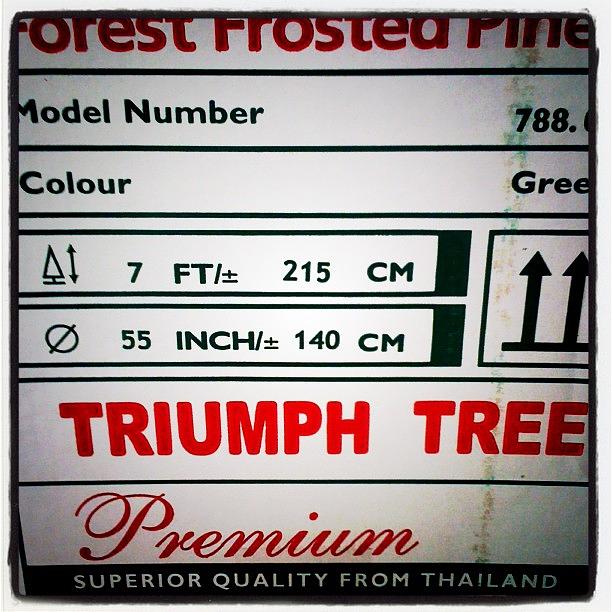 Forest Frosted Pine
Model Number 788.
Colour Gree
7 FT/± 215 CM
Ø 55 INCH/± 140 CM
TRIUMPH TREE
Premium
SUPERIOR QUALITY FROM THAILAND